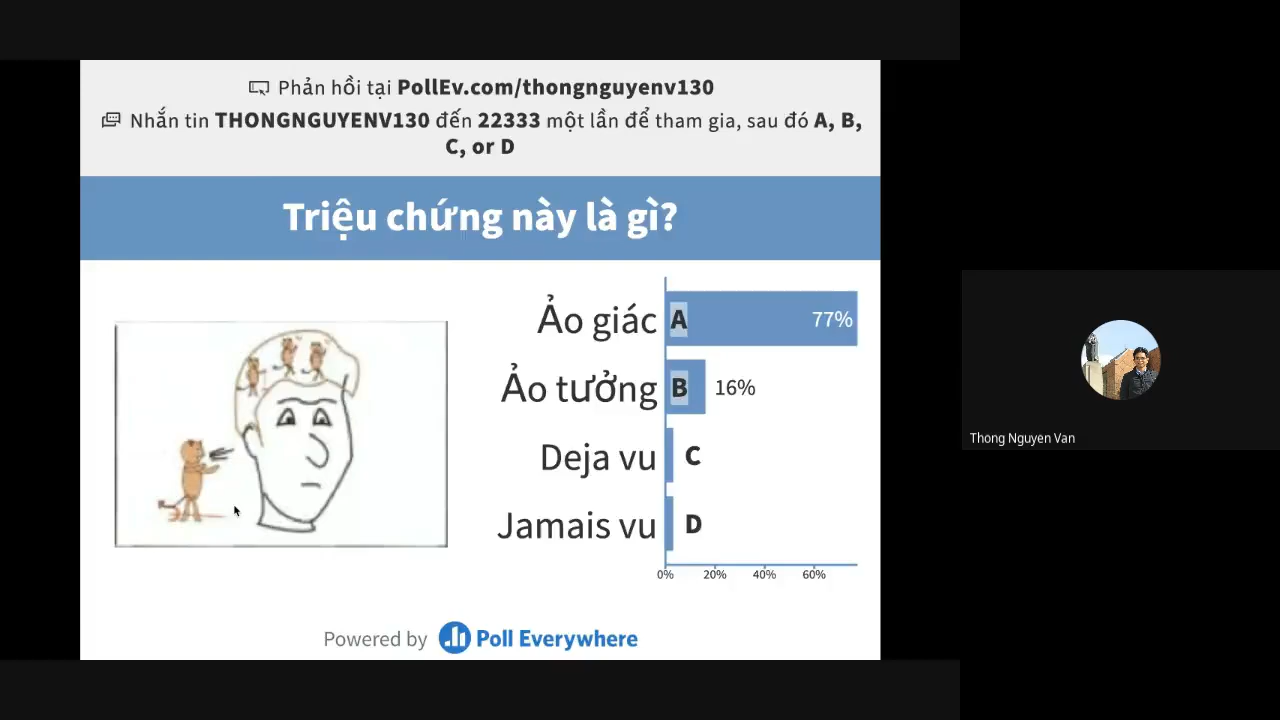 Phản hồi tại PollEv.com/thongnguyenv130
Nhắn tin THONGNGUYENV130 đến 22333 một lần để tham gia, sau đó A, B,
C, or D
Triệu chứng này là gì?
Ảo giác A 77%
Ảo tưởng B 16%
Deja vu C
Jamais vu D
0% 20% 40% 60%
Powered by Poll Everywhere
Thong Nguyen Van